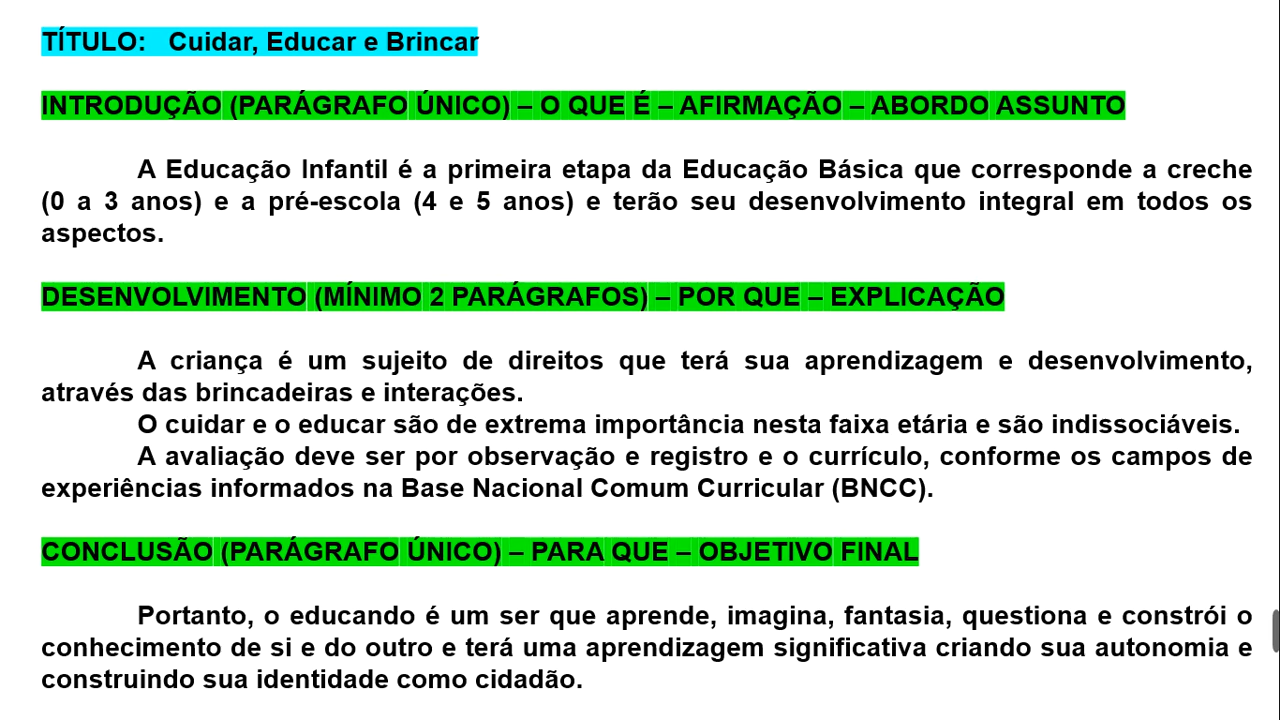 TÍTULO: Cuidar, Educar e Brincar
INTRODUÇÃO (PARÁGRAFO ÚNICO) – O QUE É – AFIRMAÇÃO – ABORDO ASSUNTO
A Educação Infantil é a primeira etapa da Educação Básica que corresponde a creche
(0 a 3 anos) e a pré-escola (4 e 5 anos) e terão seu desenvolvimento integral em todos os
aspectos.
DESENVOLVIMENTO (MÍNIMO 2 PARÁGRAFOS) – POR QUE – EXPLICAÇÃO
A criança é um sujeito de direitos que terá sua aprendizagem e desenvolvimento,
através das brincadeiras e interações.
O cuidar e o educar são de extrema importância nesta faixa etária e são indissociáveis.
A avaliação deve ser por observação e registro e o currículo, conforme os campos de
experiências informados na Base Nacional Comum Curricular (BNCC).
CONCLUSÃO (PARÁGRAFO ÚNICO) – PARA QUE – OBJETIVO FINAL
Portanto, o educando é um ser que aprende, imagina, fantasia, questiona e constrói o
conhecimento de si e do outro e terá uma aprendizagem significativa criando sua autonomia e
construindo sua identidade como cidadão.